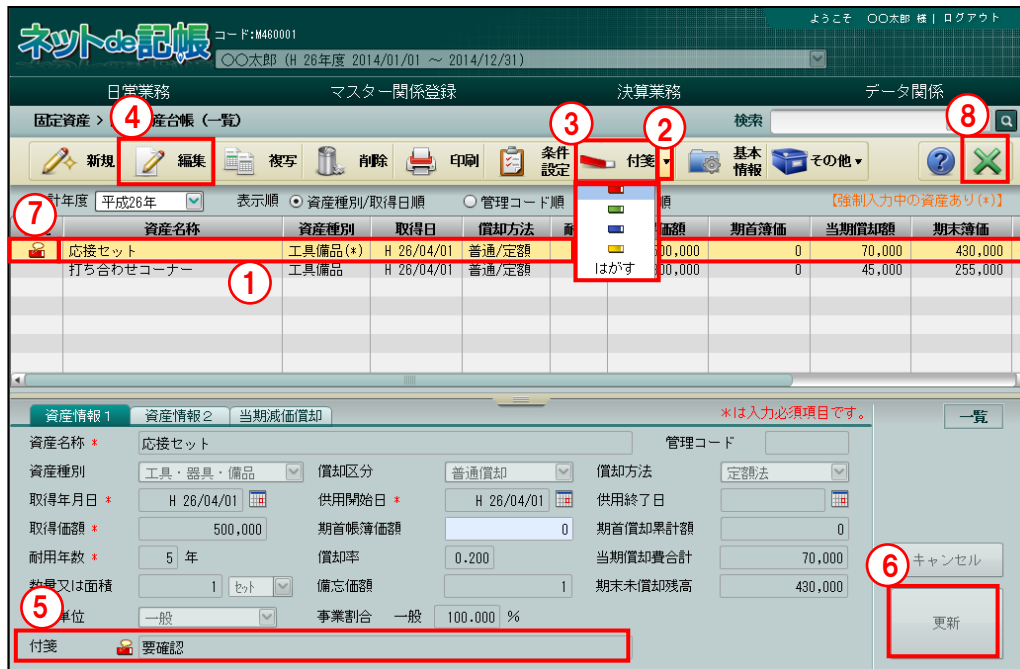 ようこそ 〇〇太郎 様 | ログアウト
ネットde記帳 コード:M460001
〇〇太郎 (H 26年度 2014/01/01 ～ 2014/12/31)
日常業務 マスター関係登録 決算業務 データ関係
固定資産 > 産台帳 (一覧) 検索
④ ③ ② ⑧
新規 編集 複写 削除 印刷 条件設定 付箋 基本情報 その他
計年度 平成26年 表示順 資産種別/取得日順 管理コード順 順 【強制入力中の資産あり(*)】
⑦
資産名称 資産種別 取得日 償却方法 価額 期首簿価 当期償却額 期末簿価
応接セット 工具備品(*) H 26/04/01 普通/定額 00,000 0 70,000 430,000
打ち合わせコーナー 工具備品 H 26/04/01 普通/定額 00,000 0 45,000 255,000
はがす
①
資産情報1 資産情報2 当期減価償却 *は入力必須項目です。 一覧
資産名称 * 応接セット 管理コード
資産種別 工具・器具・備品 償却区分 普通償却 償却方法 定額法
取得年月日 * H 26/04/01 供用開始日 * H 26/04/01 供用終了日
取得価額 * 500,000 期首帳簿価額 0 期首償却累計額 0
耐用年数 * 5 年 償却率 0.200 当期償却費合計 70,000 キャンセル
⑥
数量又は面積 1 セット 備忘価額 1 期末未償却残高 430,000
⑤
単位 一般 事業割合 一般 100.000 % 更新
付箋 要確認